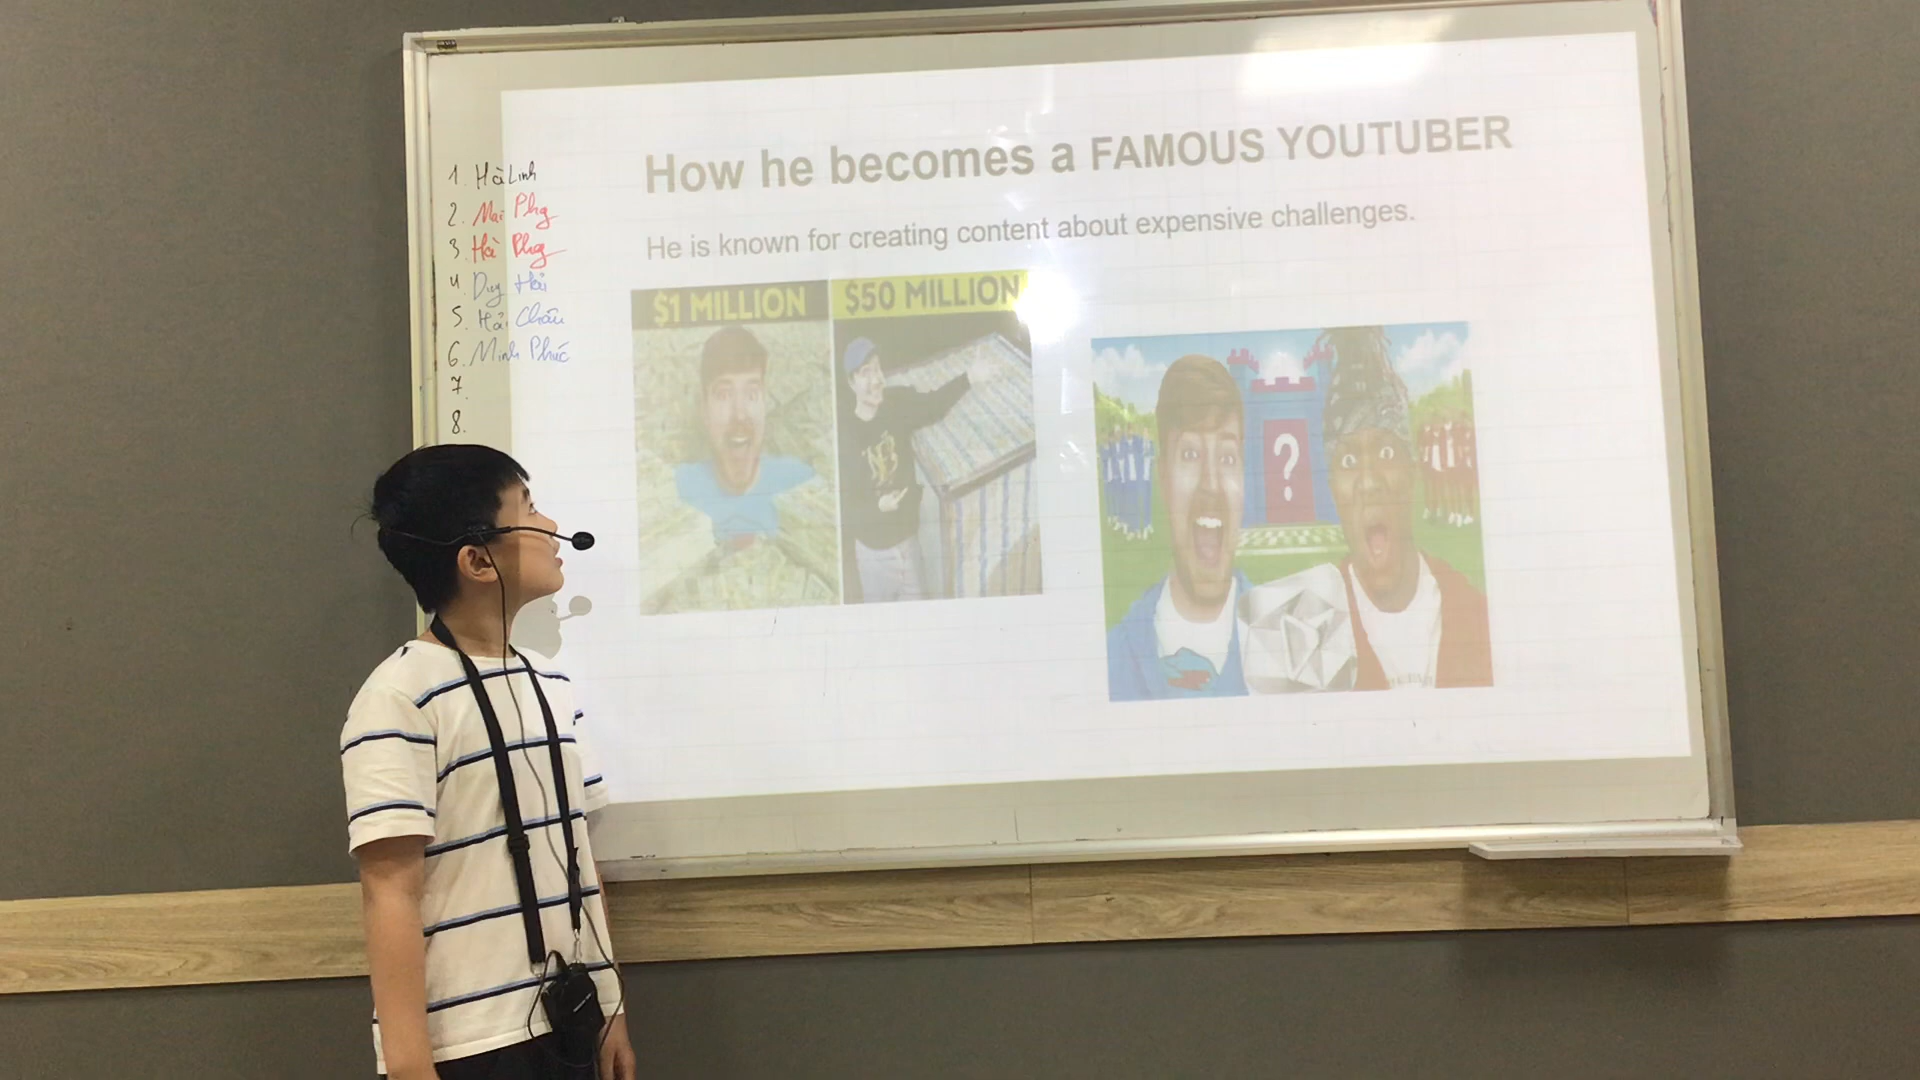 How he becomes a FAMOUS YOUTUBER
He is known for creating content about expensive challenges.
$1 MILLION
$50 MILLION
?
1. Hà Linh
2. Mai Phg
3. Hà Phg
4. Duy Hải
5. Hải Châu
6. Minh Phúc
7.
8.